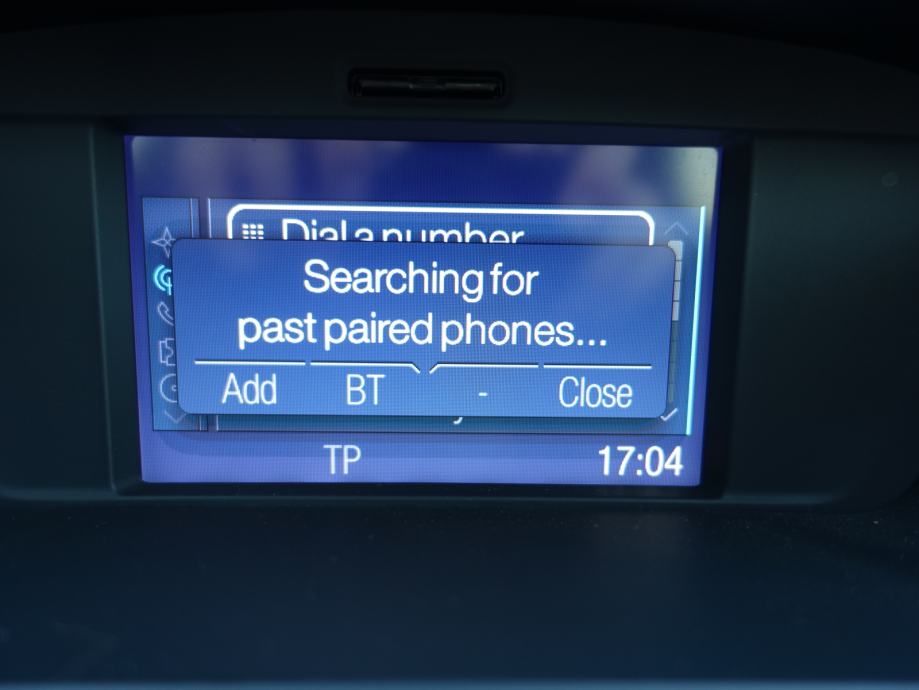 Dial a number
Searching for
past paired phones...
Add BT - Close
TP 17:04